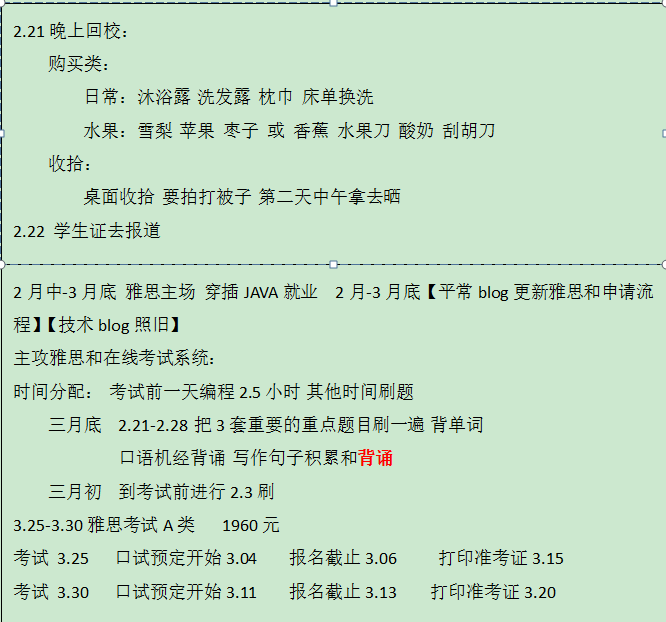 2.21 晚上回校：
购买类：
日常：沐浴露 洗发露 枕巾 床单换洗
水果：雪梨 苹果 枣子 或 香蕉 水果刀 酸奶 刮胡刀
收拾：
桌面收拾 要拍打被子 第二天中午拿去晒
2.22 学生证去报道
2月中-3月底 雅思主场 穿插 JAVA 就业 2月-3月底【平常 blog 更新雅思和申请流
程】【技术 blog 照旧】
主攻雅思和在线考试系统：
时间分配： 考试前一天编程 2.5 小时 其他时间刷题
三月底 2.21-2.28 把 3 套重要的重点题目刷一遍 背单词
口语机经背诵 写作句子积累和背诵
三月初 到考试前进行 2.3 刷
3.25-3.30 雅思考试 A 类 1960 元
考试 3.25 口试预定开始 3.04 报名截止 3.06 打印准考证 3.15
考试 3.30 口试预定开始 3.11 报名截止 3.13 打印准考证 3.20